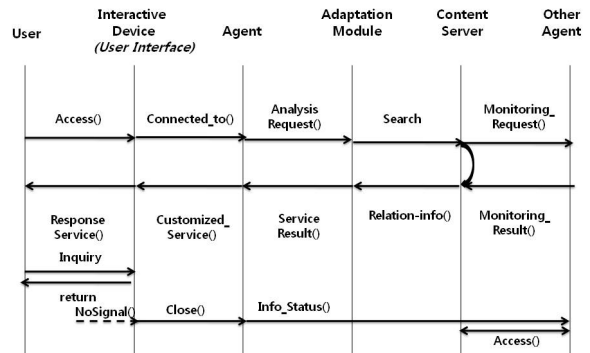 User
Interactive
Device
(User Interface)
Agent
Adaptation
Module
Content
Server
Other
Agent
Access()
Connected_to()
Analysis
Request()
Search
Monitoring_
Request()
Response
Service()
Customized_
Service()
Service
Result()
Relation-info()
Monitoring_
Result()
Inquiry
return
NoSignal()
Close()
Info_Status()
Access()